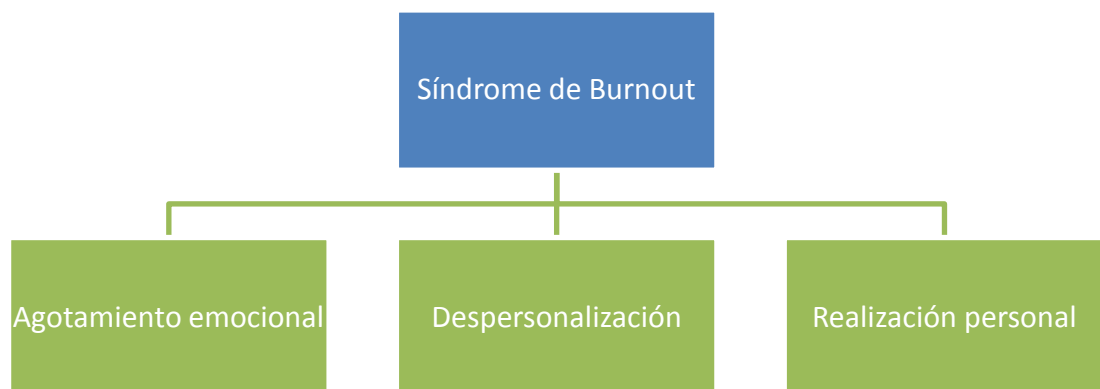 Síndrome de Burnout
Agotamiento emocional
Despersonalización
Realización personal